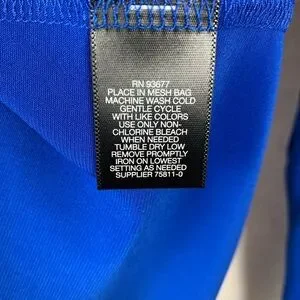 RN 93677
PLACE IN MESH BAG
MACHINE WASH COLD
GENTLE CYCLE
WITH LIKE COLORS
USE ONLY NON-
CHLORINE BLEACH
WHEN NEEDED
TUMBLE DRY LOW
REMOVE PROMPTLY
IRON ON LOWEST
SETTING AS NEEDED
SUPPLIER 75811-0